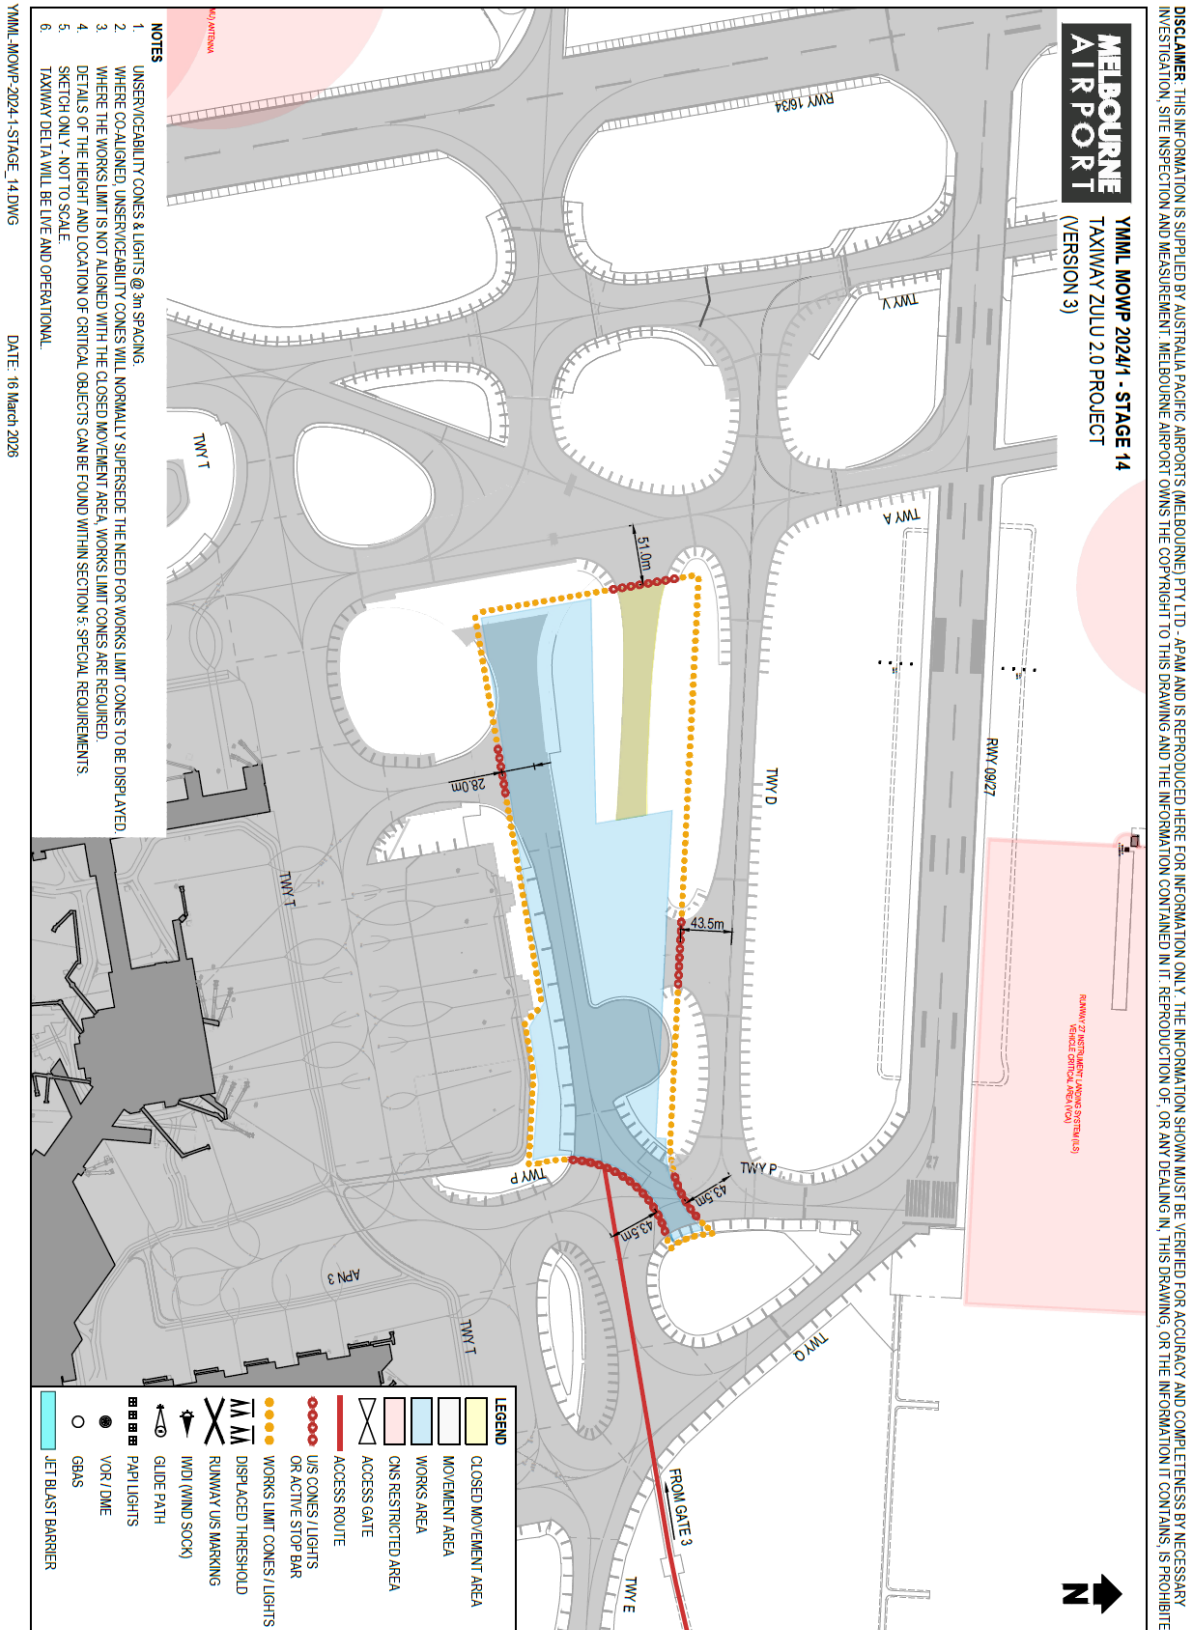 DISCLAIMER: THIS INFORMATION IS SUPPLIED BY AUSTRALIA PACIFIC AIRPORTS (MELBOURNE) PTY LTD - APAM AND IS REPRODUCED HERE FOR INFORMATION ONLY. THE INFORMATION SHOWN MUST BE VERIFIED FOR ACCURACY AND COMPLETENESS BY NECESSARY
INVESTIGATION, SITE INSPECTION AND MEASUREMENT. MELBOURNE AIRPORT OWNS THE COPYRIGHT TO THIS DRAWING AND THE INFORMATION CONTAINED IN IT. REPRODUCTION OF, OR ANY DEALING IN, THIS DRAWING, OR THE INFORMATION IT CONTAINS, IS PROHIBITE
MELBOURNE
AIRPORT
YMML MOWP 2024/1 - STAGE 14
TAXIWAY ZULU 2.0 PROJECT
(VERSION 3)
N
RWY 16/34
TWY V
TWY A
RWY 09/27
TWY D
27
RUNWAY 27 INSTRUMENT LANDING SYSTEM (ILS)
VEHICLE CRITICAL AREA (VCA)
51.0m
28.0m
43.5m
43.5m
43.5m
TWY P
TWY P
TWY Q
TWY T
TWY T
TWY T
APN 3
TWY E
FROM GATE 3
ANTENNA
NOTES
1. UNSERVICEABILITY CONES & LIGHTS @ 3m SPACING.
2. WHERE CO-ALIGNED, UNSERVICEABILITY CONES WILL NORMALLY SUPERSEDE THE NEED FOR WORKS LIMIT CONES TO BE DISPLAYED.
3. WHERE THE WORKS LIMIT IS NOT ALIGNED WITH THE CLOSED MOVEMENT AREA, WORKS LIMIT CONES ARE REQUIRED.
4. DETAILS OF THE HEIGHT AND LOCATION OF CRITICAL OBJECTS CAN BE FOUND WITHIN SECTION 5: SPECIAL REQUIREMENTS.
5. SKETCH ONLY - NOT TO SCALE.
6. TAXIWAY DELTA WILL BE LIVE AND OPERATIONAL.
LEGEND
CLOSED MOVEMENT AREA
MOVEMENT AREA
WORKS AREA
CNS RESTRICTED AREA
ACCESS GATE
ACCESS ROUTE
U/S CONES / LIGHTS
OR ACTIVE STOP BAR
WORKS LIMIT CONES / LIGHTS
DISPLACED THRESHOLD
RUNWAY U/S MARKING
IWDI (WIND SOCK)
GLIDE PATH
PAPI LIGHTS
VOR / DME
GBAS
JET BLAST BARRIER
YMML-MOWP-2024-1-STAGE_14.DWG
DATE: 16 March 2026